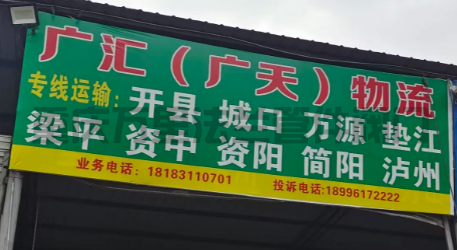 广汇（广天）物流
专线运输：开县 城口 万源 垫江
梁平 资中 资阳 简阳 泸州
业务电话：18183110701 投诉电话:18996172222